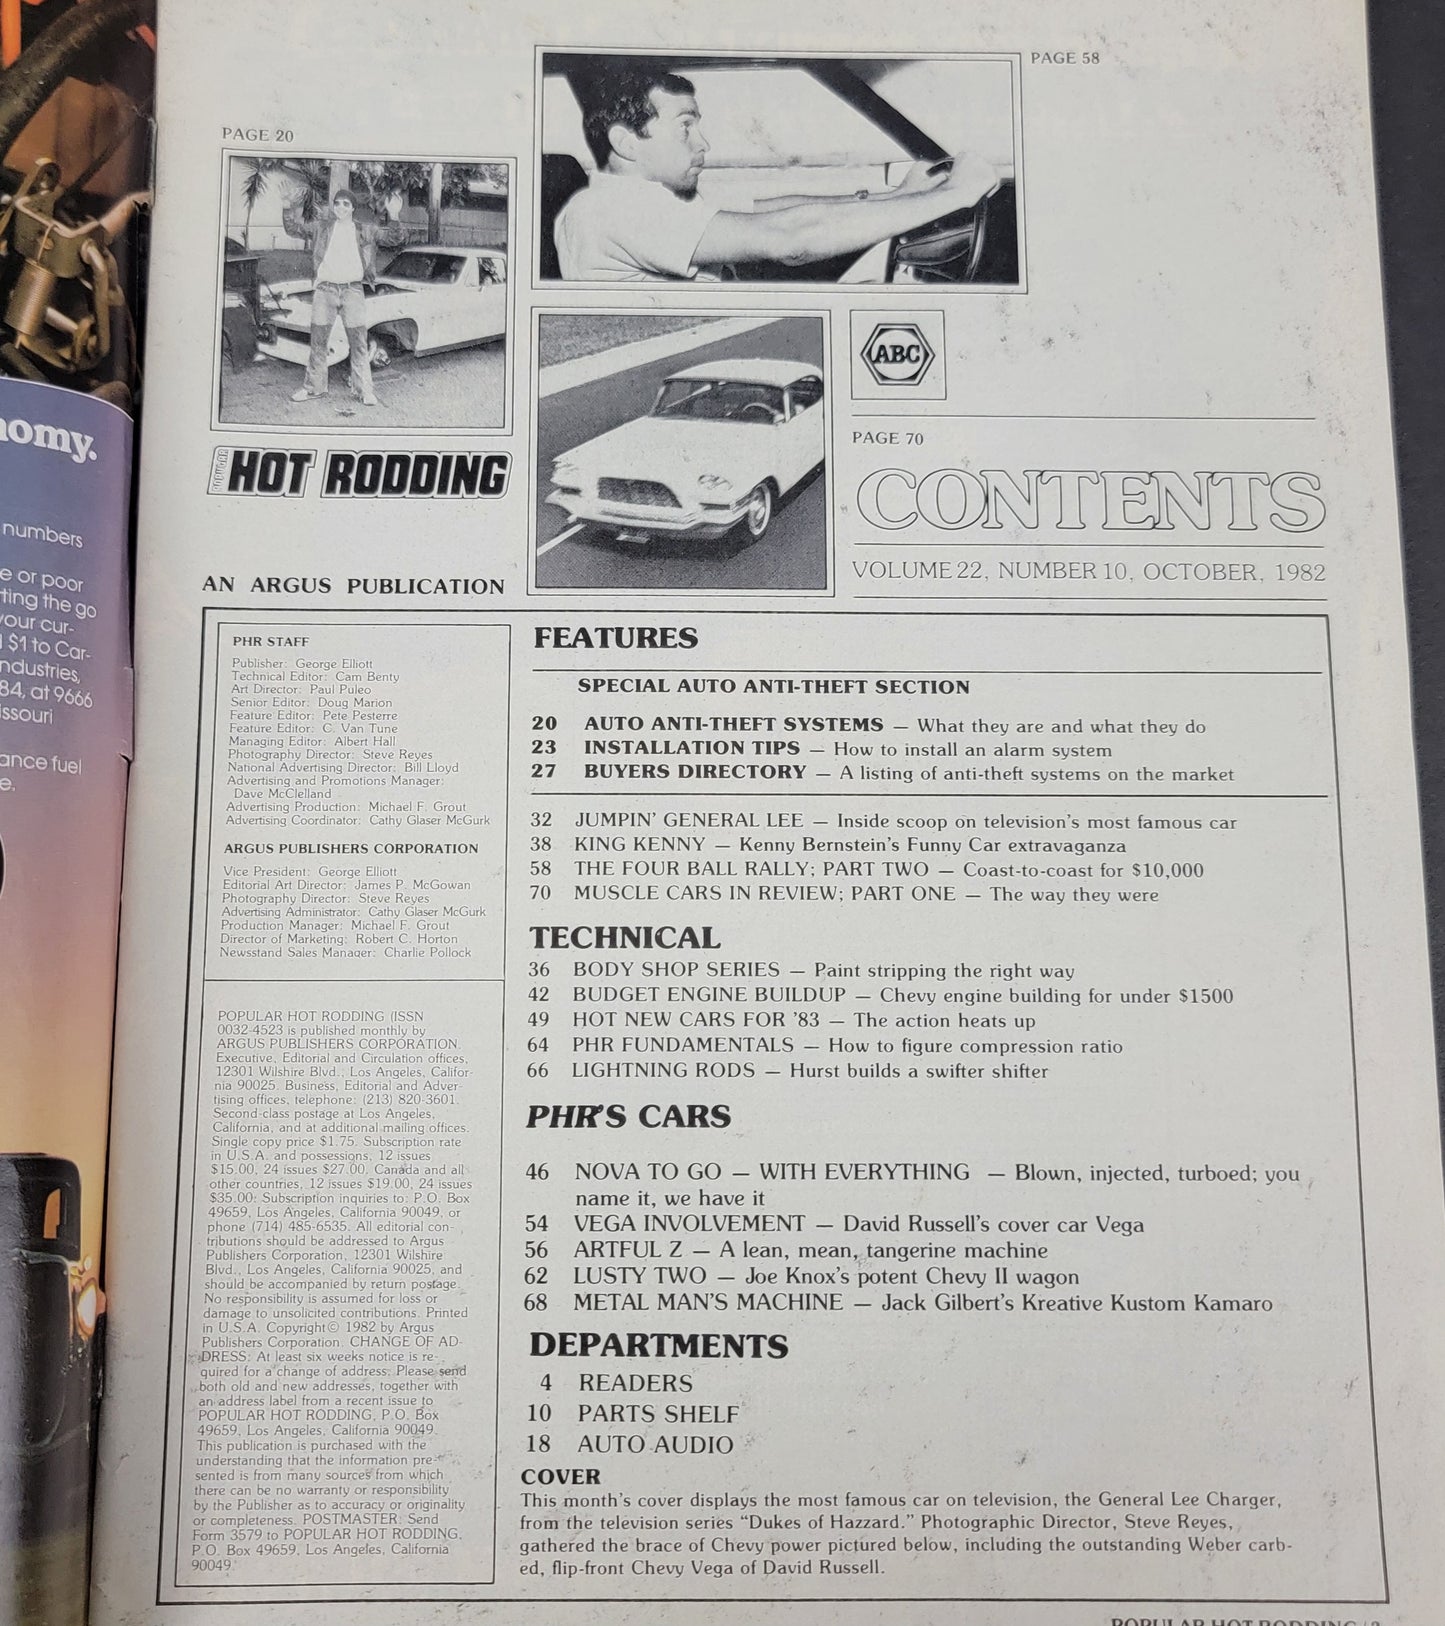 PAGE 58
PAGE 20
POPULAR HOT RODDING
ABC
PAGE 70
CONTENTS
VOLUME 22, NUMBER 10, OCTOBER, 1982
AN ARGUS PUBLICATION
PHR STAFF
Publisher: George Elliott
Technical Editor: Cam Benty
Art Director: Paul Puleo
Senior Editor: Doug Marion
Feature Editor: Pete Pesterre
Feature Editor: C. Van Tune
Managing Editor: Albert Hall
Photography Director: Steve Reyes
National Advertising Director: Bill Lloyd
Advertising and Promotions Manager:
Dave McClelland
Advertising Production: Michael F. Grout
Advertising Coordinator: Cathy Glaser McGurk
ARGUS PUBLISHERS CORPORATION
Vice President: George Elliott
Editorial Art Director: James P. McGowan
Photography Director: Steve Reyes
Advertising Administrator: Cathy Glaser McGurk
Production Manager: Michael F. Grout
Director of Marketing: Robert C. Horton
Newsstand Sales Manager: Charlie Pollock
POPULAR HOT RODDING (ISSN
0032-4523 is published monthly by
ARGUS PUBLISHERS CORPORATION.
Executive, Editorial and Circulation offices,
12301 Wilshire Blvd., Los Angeles, Califor-
nia 90025. Business, Editorial and Adver-
tising offices, telephone: (213) 820-3601.
Second-class postage at Los Angeles,
California, and at additional mailing offices.
Single copy price $1.75. Subscription rate
in U.S.A. and possessions, 12 issues
$15.00, 24 issues $27.00, Canada and all
other countries, 12 issues $19.00, 24 issues
$35.00: Subscription inquiries to: P.O. Box
49659, Los Angeles, California 90049, or
phone (714) 485-6535. All editorial con-
tributions should be addressed to Argus
Publishers Corporation, 12301 Wilshire
Blvd., Los Angeles, California 90025, and
should be accompanied by return postage.
No responsibility is assumed for loss or
damage to unsolicited contributions. Printed
in U.S.A. Copyright© 1982 by Argus
Publishers Corporation. CHANGE OF AD-
DRESS: At least six weeks notice is re-
quired for a change of address. Please send
both old and new addresses, together with
an address label from a recent issue to
POPULAR HOT RODDING, P.O. Box
49659, Los Angeles, California 90049.
This publication is purchased with the
understanding that the information pre-
sented is from many sources from which
there can be no warranty or responsibility
by the Publisher as to accuracy or originality
or completeness. POSTMASTER: Send
Form 3579 to POPULAR HOT RODDING,
P.O. Box 49659, Los Angeles, California
90049.
FEATURES
SPECIAL AUTO ANTI-THEFT SECTION
20 AUTO ANTI-THEFT SYSTEMS — What they are and what they do
23 INSTALLATION TIPS — How to install an alarm system
27 BUYERS DIRECTORY — A listing of anti-theft systems on the market
32 JUMPIN' GENERAL LEE — Inside scoop on television's most famous car
38 KING KENNY — Kenny Bernstein's Funny Car extravaganza
58 THE FOUR BALL RALLY; PART TWO — Coast-to-coast for $10,000
70 MUSCLE CARS IN REVIEW; PART ONE — The way they were
TECHNICAL
36 BODY SHOP SERIES — Paint stripping the right way
42 BUDGET ENGINE BUILDUP — Chevy engine building for under $1500
49 HOT NEW CARS FOR '83 — The action heats up
64 PHR FUNDAMENTALS — How to figure compression ratio
66 LIGHTNING RODS — Hurst builds a swifter shifter
PHR'S CARS
46 NOVA TO GO — WITH EVERYTHING — Blown, injected, turboed; you
name it, we have it
54 VEGA INVOLVEMENT — David Russell's cover car Vega
56 ARTFUL Z — A lean, mean, tangerine machine
62 LUSTY TWO — Joe Knox's potent Chevy II wagon
68 METAL MAN'S MACHINE — Jack Gilbert's Kreative Kustom Kamaro
DEPARTMENTS
4 READERS
10 PARTS SHELF
18 AUTO AUDIO
COVER
This month's cover displays the most famous car on television, the General Lee Charger,
from the television series "Dukes of Hazzard." Photographic Director, Steve Reyes,
gathered the brace of Chevy power pictured below, including the outstanding Weber carb-
ed, flip-front Chevy Vega of David Russell.
POPULAR HOT RODDING
nomy.
numbers
e or poor
ting the go
your cur-
$1 to Car-
ndustries,
84, at 9666
issouri
ance fuel
e.